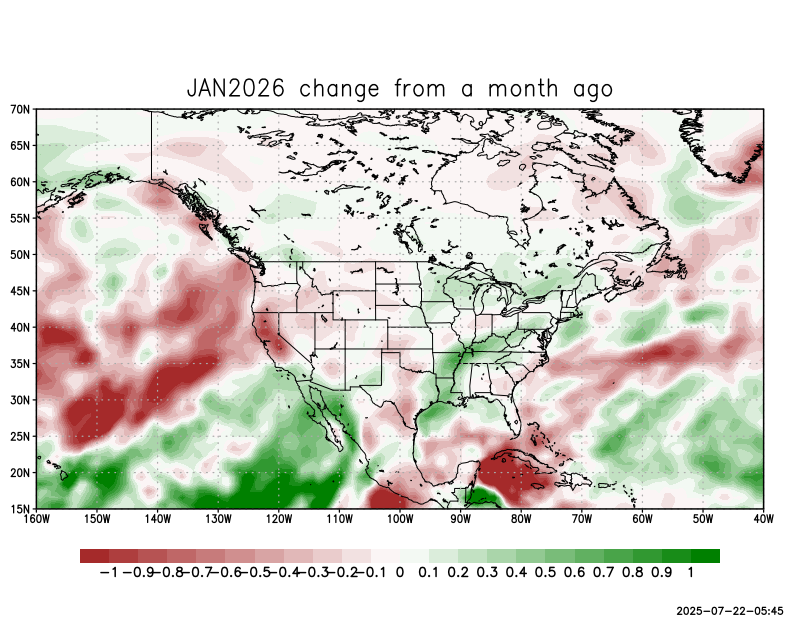 JAN2026 change from a month ago
70N
65N
60N
55N
50N
45N
40N
35N
30N
25N
20N
15N
160W 150W 140W 130W 120W 110W 100W 90W 80W 70W 60W 50W 40W
-1 -0.9 -0.8 -0.7 -0.6 -0.5 -0.4 -0.3 -0.2 -0.1 0 0.1 0.2 0.3 0.4 0.5 0.6 0.7 0.8 0.9 1
2025-07-22-05:45